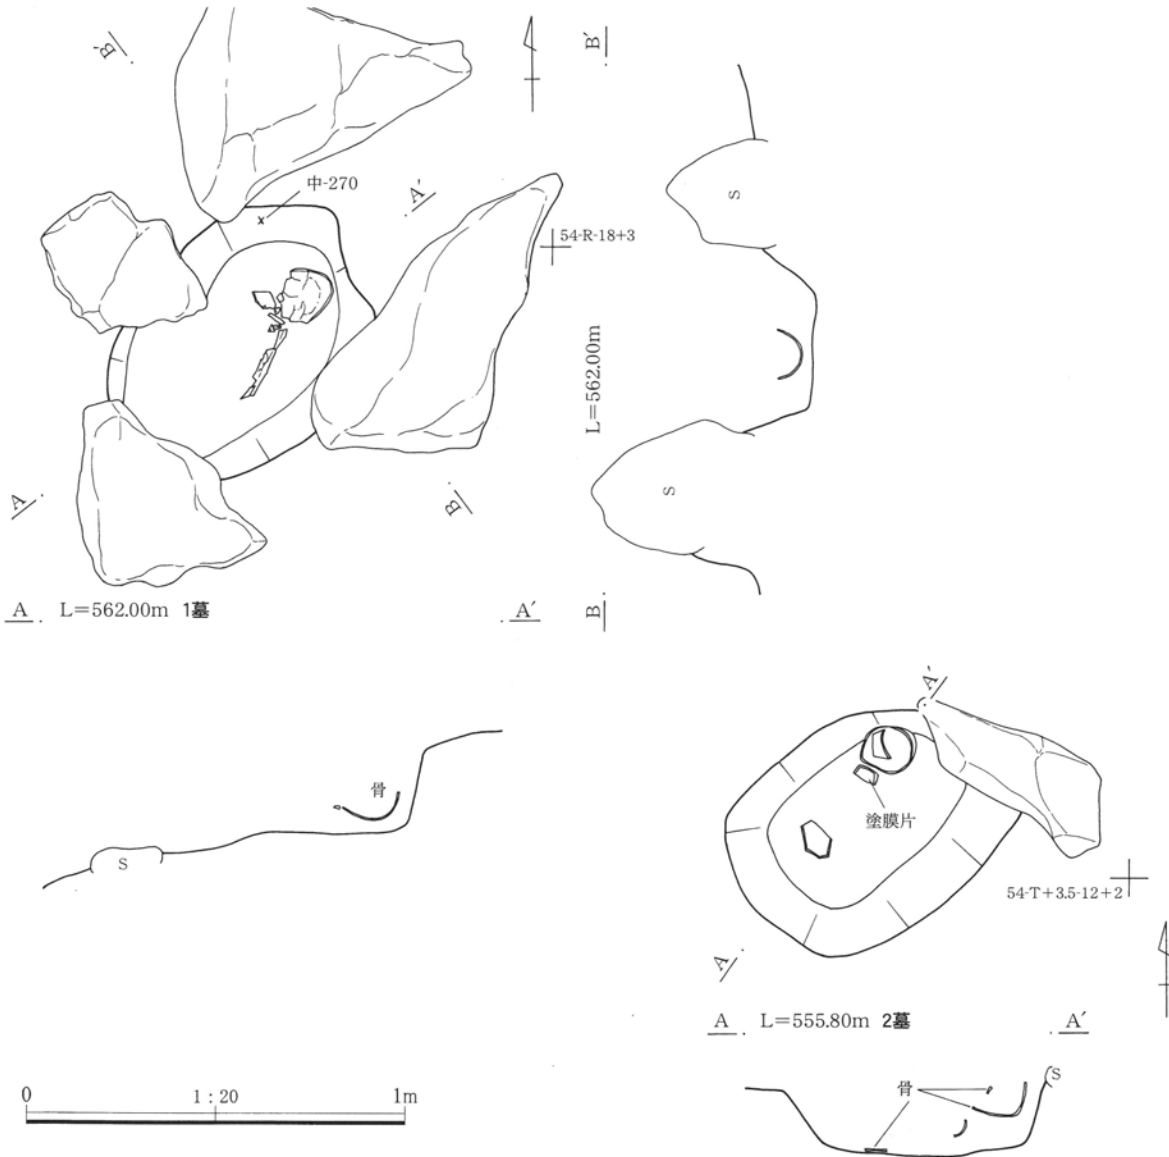 B′
B′
中-270
A′
54-R-18+3
S
L=562.00m
S
A
B
A L=562.00m 1墓 A′
B
骨
S
A′
塗膜片
54-T+3.5-12+2
A
A L=555.80m 2墓 A′
骨
S
0 1:20 1m